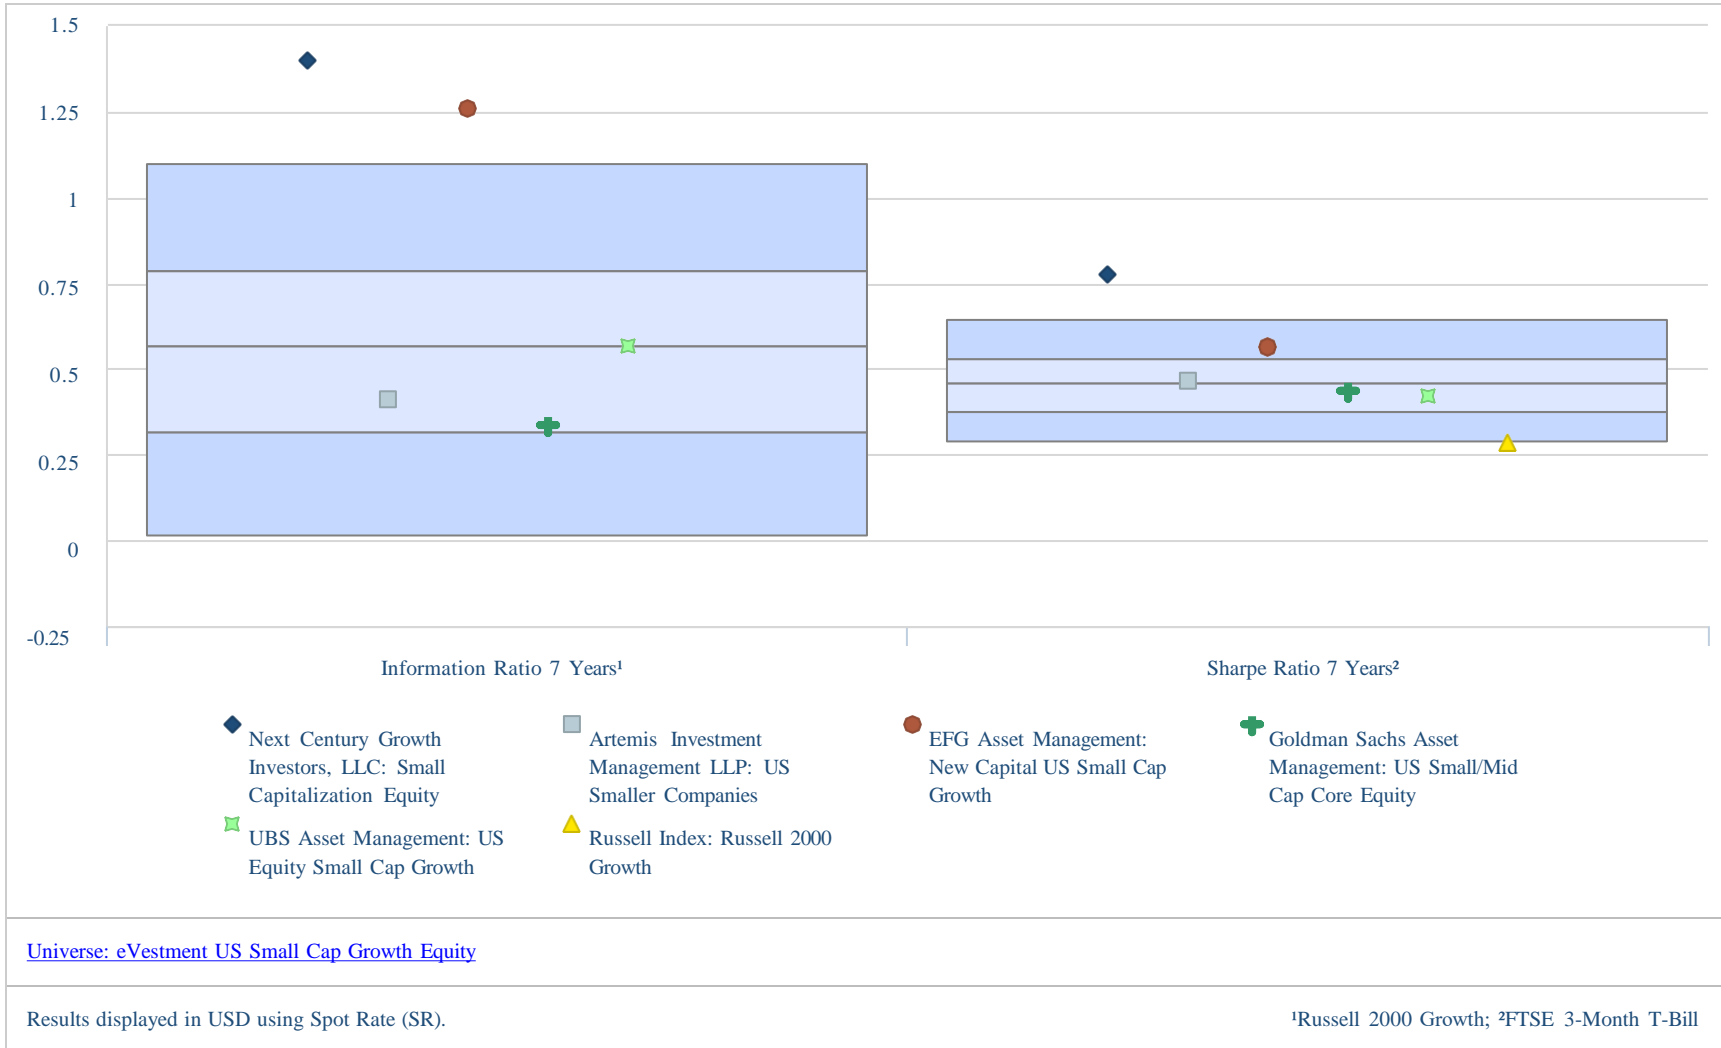 1.5
1.25
1
0.75
0.5
0.25
0
-0.25
Information Ratio 7 Years¹
Sharpe Ratio 7 Years²
Next Century Growth
Investors, LLC: Small
Capitalization Equity
Artemis Investment
Management LLP: US
Smaller Companies
EFG Asset Management:
New Capital US Small Cap
Growth
Goldman Sachs Asset
Management: US Small/Mid
Cap Core Equity
UBS Asset Management: US
Equity Small Cap Growth
Russell Index: Russell 2000
Growth
Universe: eVestment US Small Cap Growth Equity
Results displayed in USD using Spot Rate (SR).
¹Russell 2000 Growth; ²FTSE 3-Month T-Bill